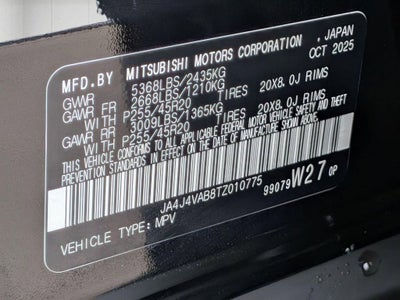 MFD.BY MITSUBISHI MOTORS CORPORATION , JAPAN
GVWR 5368LBS/2435KG OCT 2025
GAWR FR 2668LBS/1210KG TIRES 20X8.0J RIMS
WITH P255/45R20
GAWR RR 3009LBS/1365KG TIRES 20X8.0J RIMS
WITH P255/45R20
THIS VEHICLE CONFORMS TO ALL APPLICABLE FEDERAL MOTOR VEHICLE SAFETY AND THEFT
PREVENTION STANDARDS IN EFFECT ON THE DATE OF MANUFACTURE SHOWN ABOVE.
JA4J4VAB8TZ010775
VEHICLE TYPE: MPV
99079 W27 0P